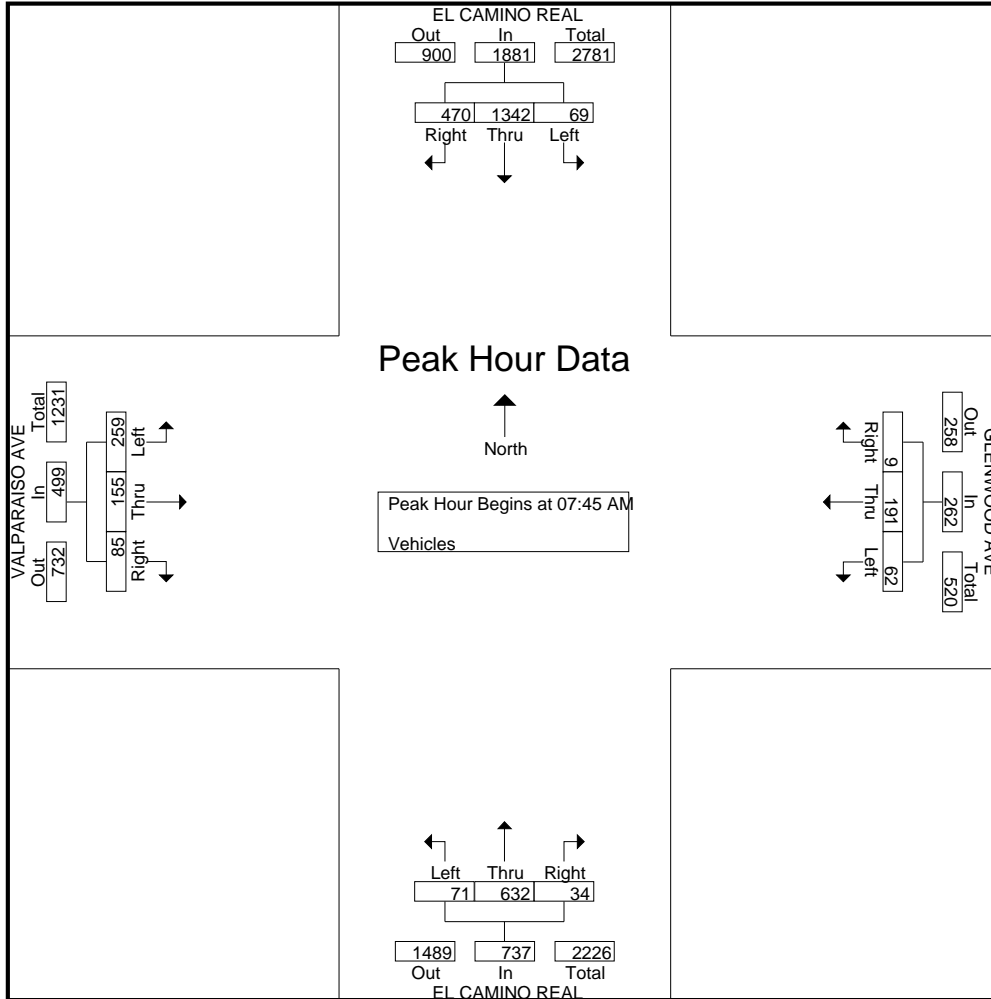 EL CAMINO REAL
Out In Total
900 1881 2781
470 1342 69
Right Thru Left
Peak Hour Data
North
Peak Hour Begins at 07:45 AM
Vehicles
VALPARAISO AVE
Out In Total
732 499 1231
85 155 259
Right Thru Left
GLENWOOD AVE
Out In Total
258 262 520
Right Thru Left
9 191 62
Left Thru Right
71 632 34
1489 737 2226
Out In Total
EL CAMINO REAL